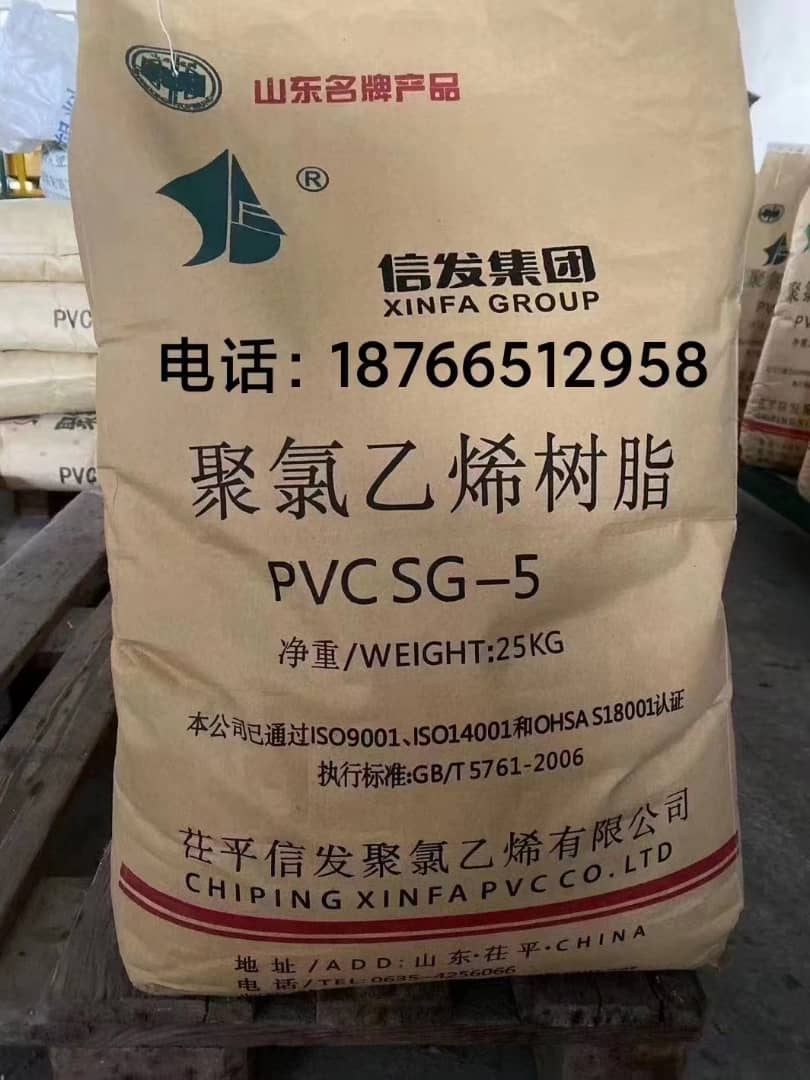 山东名牌产品
®
信发集团
XINFA GROUP
电话：18766512958
聚氯乙烯树脂
PVC SG-5
净重/WEIGHT:25KG
本公司已通过ISO9001、ISO14001和OHSAS18001认证
执行标准:GB/T 5761-2006
茌平信发聚氯乙烯有限公司
CHIPING XINFA PVC CO.LTD
地址/ADD:山东·茌平·CHINA
电话/TEL:0635-4256066
PVC
PVC
聚氯
PVC